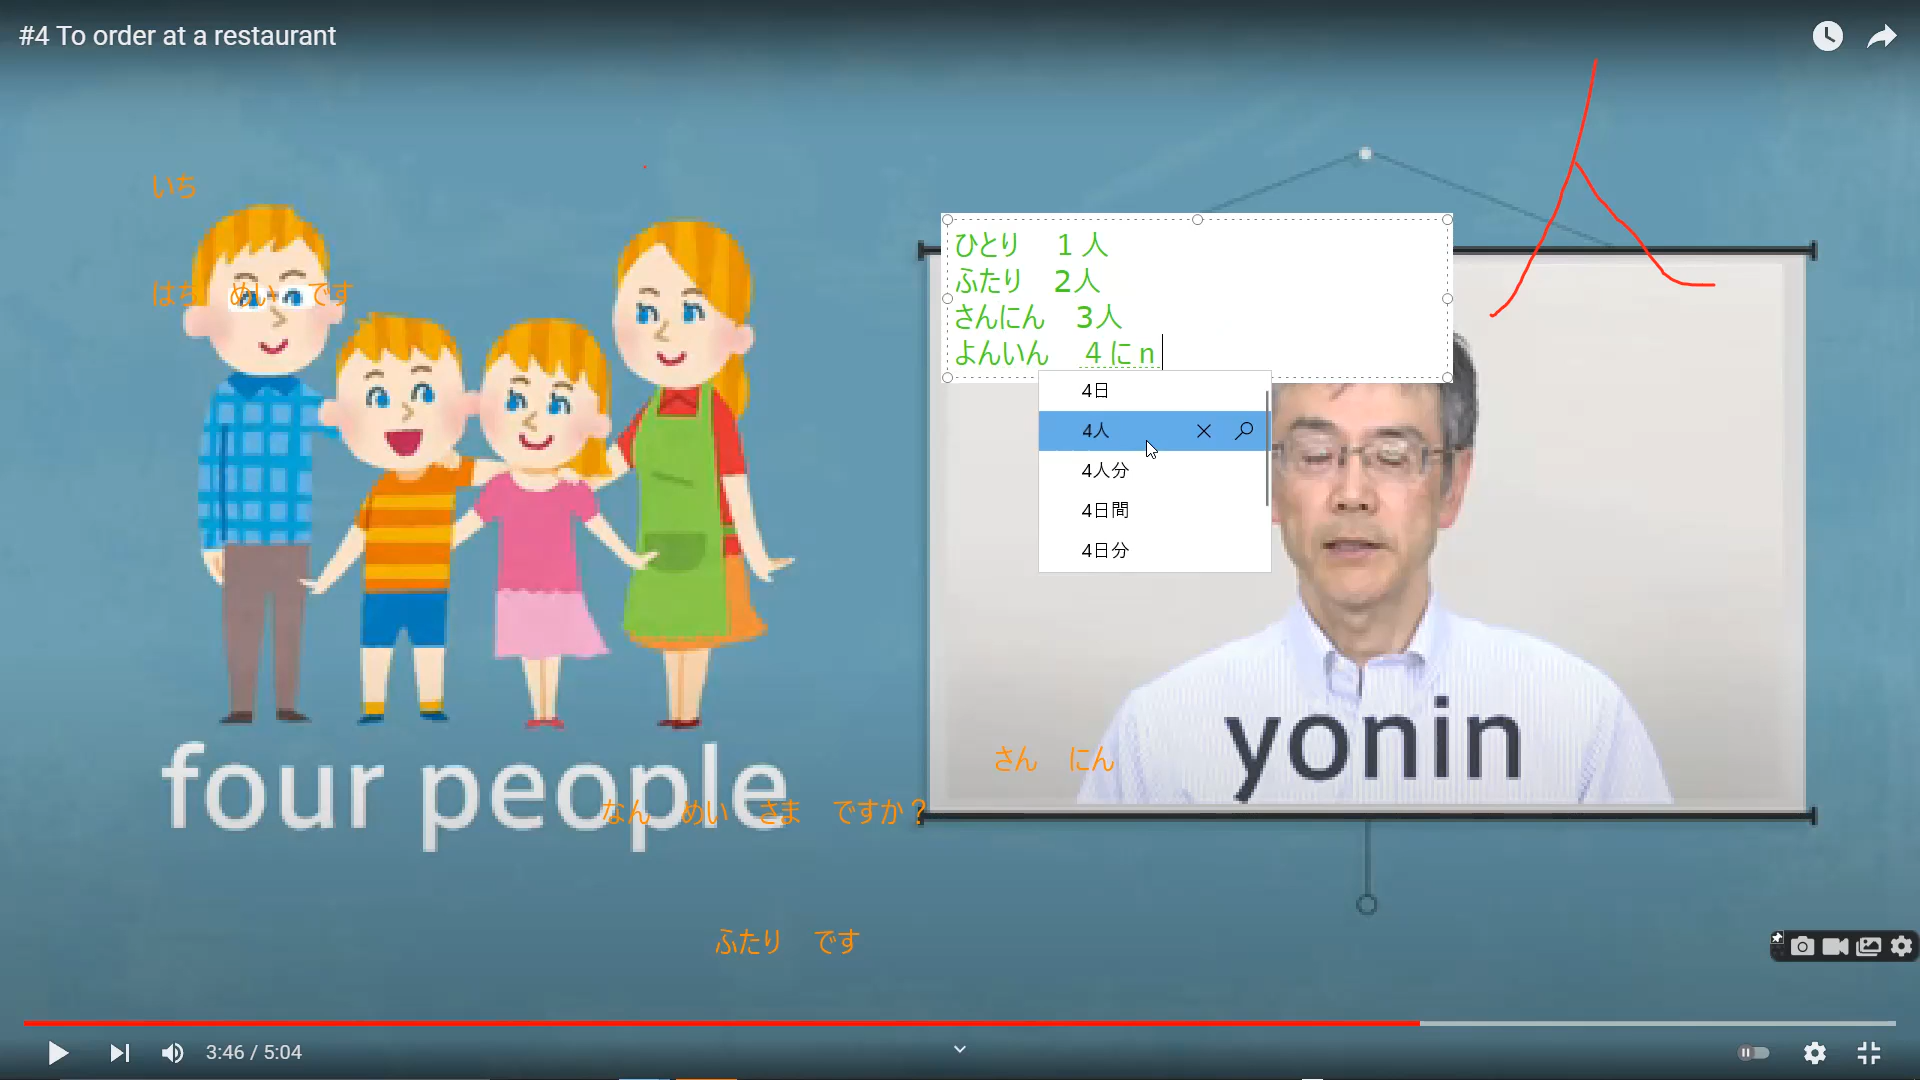 #4 To order at a restaurant
いち
はち めい です
ひとり 1人
ふたり 2人
さんにん 3人
よんいん 4にn
4日
4人
4人分
4日間
4日分
four people
yonin
さん にん
なん めい さま ですか？
ふたり です
3:46 / 5:04